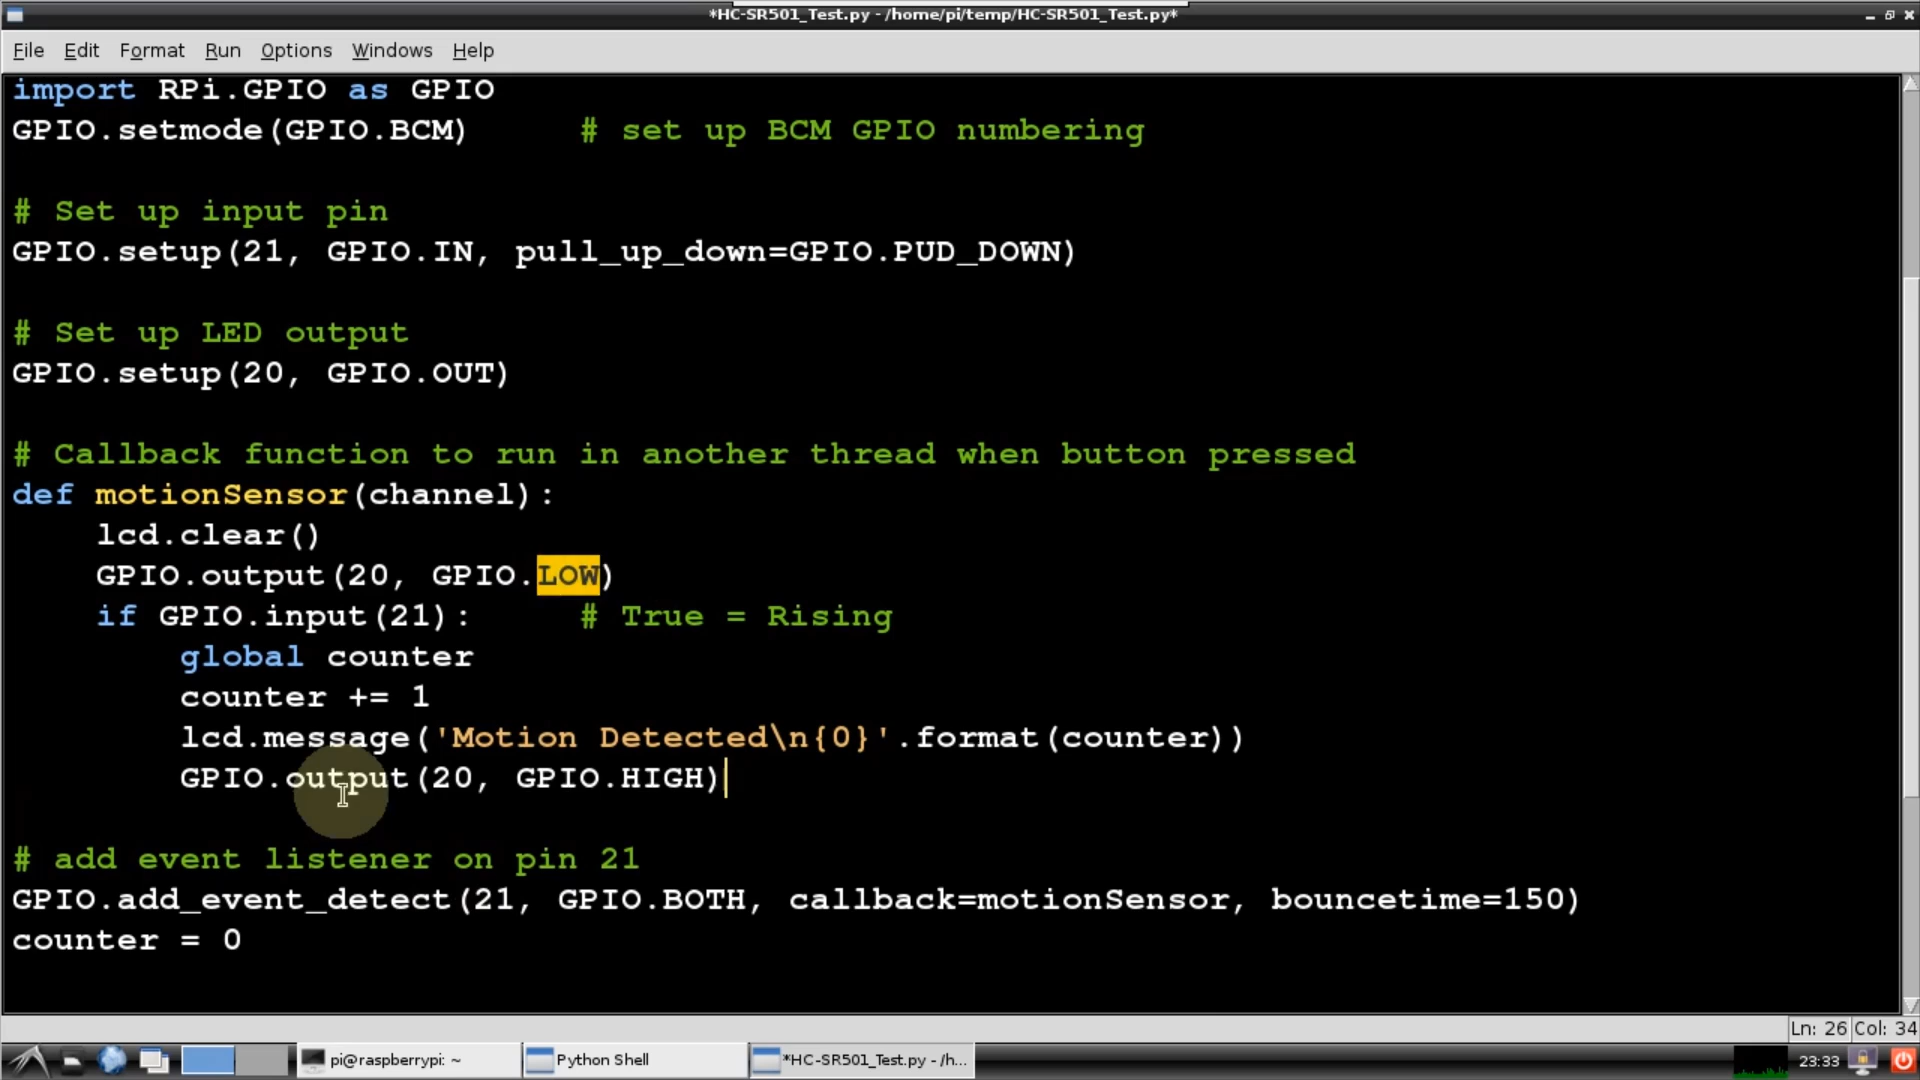 *HC-SR501_Test.py - /home/pi/temp/HC-SR501_Test.py*
File Edit Format Run Options Windows Help
import RPi.GPIO as GPIO
GPIO.setmode(GPIO.BCM)      # set up BCM GPIO numbering
# Set up input pin
GPIO.setup(21, GPIO.IN, pull_up_down=GPIO.PUD_DOWN)
# Set up LED output
GPIO.setup(20, GPIO.OUT)
# Callback function to run in another thread when button pressed
def motionSensor(channel):
    lcd.clear()
    GPIO.output(20, GPIO.LOW)
    if GPIO.input(21):     # True = Rising
        global counter
        counter += 1
        lcd.message('Motion Detected\n{0}'.format(counter))
        GPIO.output(20, GPIO.HIGH)
# add event listener on pin 21
GPIO.add_event_detect(21, GPIO.BOTH, callback=motionSensor, bouncetime=150)
counter = 0
Ln: 26 Col: 34
pi@raspberrypi: ~ Python Shell *HC-SR501_Test.py - /h... 23:33